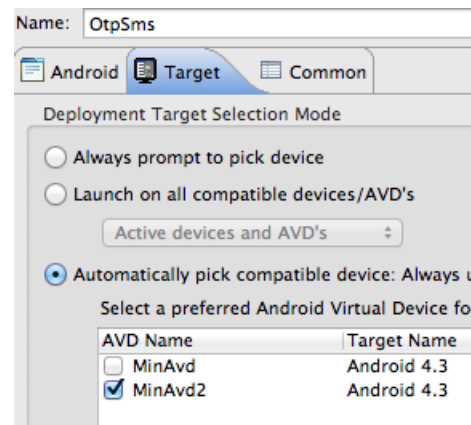 Name: OtpSms
Android Target Common
Deployment Target Selection Mode
Always prompt to pick device
Launch on all compatible devices/AVD's
Active devices and AVD's
Automatically pick compatible device: Always
Select a preferred Android Virtual Device
AVD Name Target Name
MinAvd Android 4.3
MinAvd2 Android 4.3